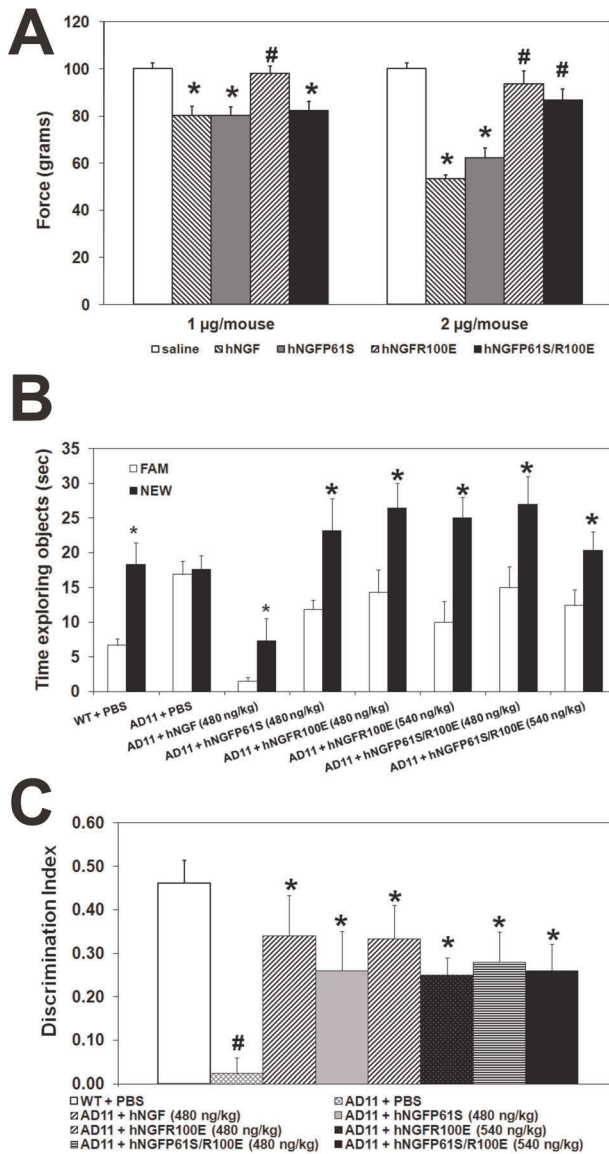 A
120
100
80
60
40
20
0
Force (grams)
* * # *
* * # #
1 µg/mouse 2 µg/mouse
saline hNGF hNGFP61S hNGFR100E hNGFP61S/R100E
B
35
30
25
20
15
10
5
0
Time exploring objects (sec)
FAM
NEW
* * * * * * *
WT + PBS
AD11 + PBS
AD11 + hNGF (480 ng/kg)
AD11 + hNGFP61S (480 ng/kg)
AD11 + hNGFR100E (480 ng/kg)
AD11 + hNGFR100E (540 ng/kg)
AD11 + hNGFP61S/R100E (480 ng/kg)
AD11 + hNGFP61S/R100E (540 ng/kg)
C
0.60
0.50
0.40
0.30
0.20
0.10
0.00
Discrimination Index
# * * * * * *
WT + PBS AD11 + PBS
AD11 + hNGF (480 ng/kg) AD11 + hNGFP61S (480 ng/kg)
AD11 + hNGFR100E (480 ng/kg) AD11 + hNGFR100E (540 ng/kg)
AD11 + hNGFP61S/R100E (480 ng/kg) AD11 + hNGFP61S/R100E (540 ng/kg)